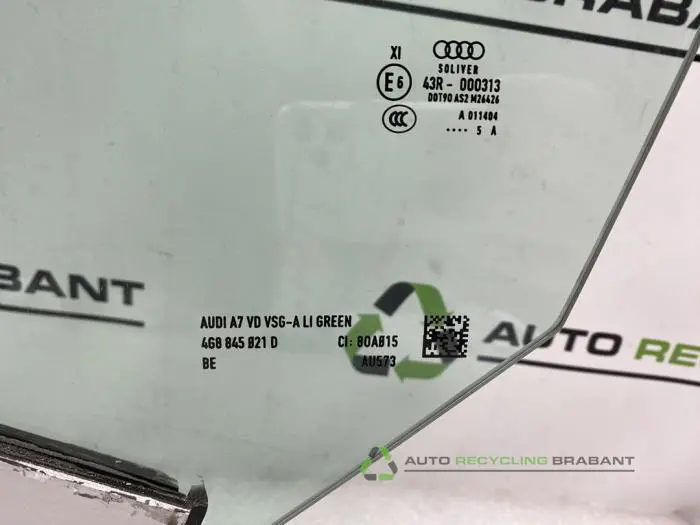 BRABANT
XI
SOLIVER
E6
43R - 000313
DOT90 AS2 M26426
CCC
A 011404
.... 5 A
BANT
AUDI A7 VD VSG-A LI GREEN
4G8 845 021 D CI: 80A015
BE AU573
AUTO RE
AUTO RECYCLING BRABANT